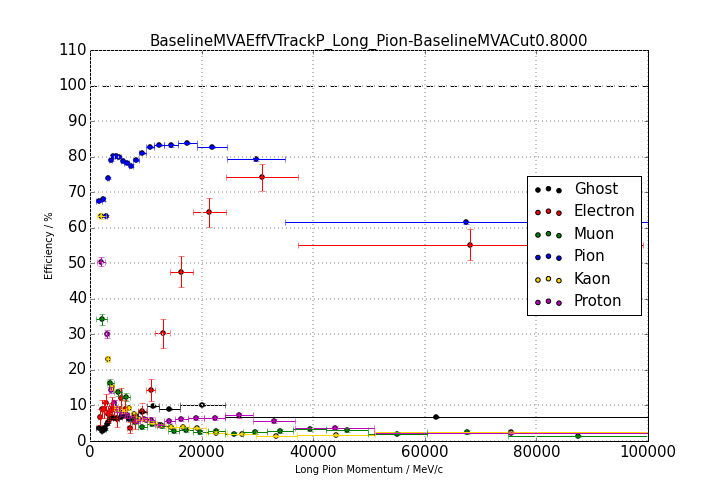 BaselineMVAEffVTrackP_Long_Pion-BaselineMVACut0.8000
110
100
90
80
70
60
50
40
30
20
10
0
Efficiency / %
Ghost
Electron
Muon
Pion
Kaon
Proton
0 20000 40000 60000 80000 100000
Long Pion Momentum / MeV/c